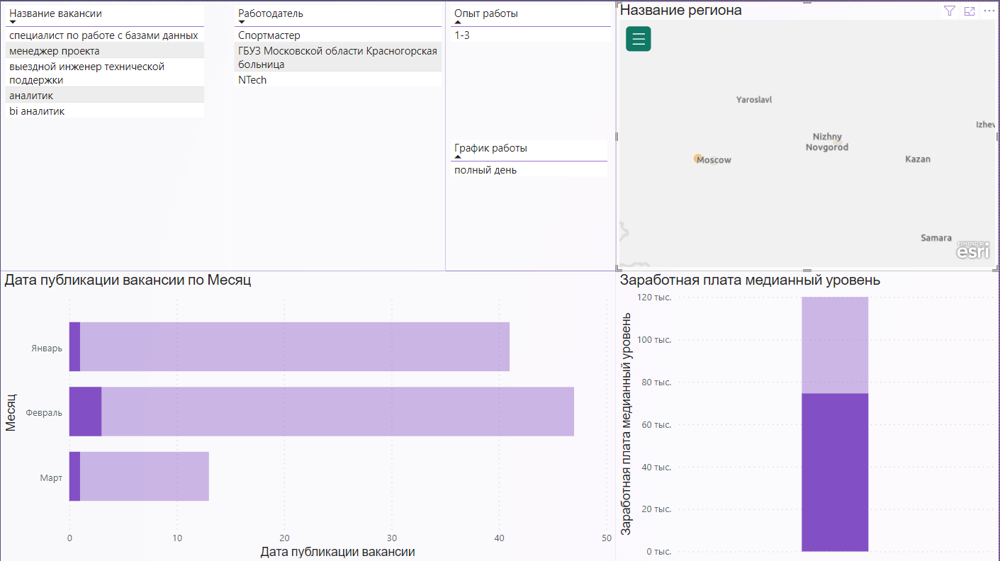 Название вакансии
специалист по работе с базами данных
менеджер проекта
выездной инженер технической
поддержки
аналитик
bi аналитик
Работодатель
Спортмастер
ГБУЗ Московской области Красногорская
больница
NTech
Опыт работы
1-3
График работы
полный день
Название региона
Yaroslavl
Izhev
Nizhny
Novgorod
Moscow
Kazan
Samara
POWERED BY
esri
Дата публикации вакансии по Месяц
Месяц
Январь
Февраль
Март
0
10
20
30
40
50
Дата публикации вакансии
Заработная плата медианный уровень
Заработная плата медианный уровень
120 тыс.
100 тыс.
80 тыс.
60 тыс.
40 тыс.
20 тыс.
0 тыс.